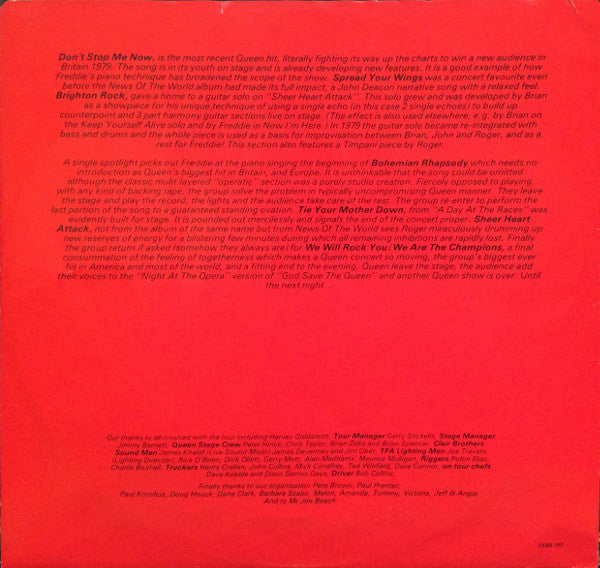 Don't Stop Me Now, is the most recent Queen hit, literally fighting its way up the charts to win a new audience in
Britain 1979. The song is in its youth on stage and is already developing new features. It is a good example of how
Freddie's piano technique has broadened the scope of the show. Spread Your Wings was a concert favourite even
before the News Of The World album had made its full impact, a John Deacon narrative song with a relaxed feel.
Brighton Rock, gave a home to a guitar solo on "Sheer Heart Attack". This solo grew and was developed by Brian
as a showpiece for his unique technique of using a single echo (in this case 2 single echoes) to build up
counterpoint and 3 part harmony guitar sections live on stage. (The effect is also used elsewhere, e.g. by Brian on
the Keep Yourself Alive solo and by Freddie in Now I'm Here.) In 1979 the guitar solo became re-integrated with
bass and drums and the whole piece is used as a basis for improvisation between Brian, John and Roger, and as a
rest for Freddie! This section also features a Timpani piece by Roger.
A single spotlight picks out Freddie at the piano singing the beginning of Bohemian Rhapsody which needs no
introduction as Queen's biggest hit in Britain, and Europe. It is unthinkable that the song could be omitted
although the classic multi-layered "operatic" section was a purely studio creation. Fiercely opposed to playing
with any kind of backing tape, the group solve the problem in typically uncompromising Queen manner. They leave
the stage and play the record; the lights and the audience take care of the rest. The group re-enter to perform the
last portion of the song to a guaranteed standing ovation. Tie Your Mother Down, from "A Day At The Races" was
evidently built for stage. It is pounded out mercilessly and signals the end of the concert proper. Sheer Heart
Attack, not from the album of the same name but from News Of The World sees Roger miraculously drumming up
new reserves of energy for a blistering few minutes during which all remaining inhibitions are rapidly lost. Finally
the group return if asked (somehow they always are) for We Will Rock You / We Are The Champions, a final
consummation of the feeling of togetherness which makes a Queen concert so moving, the group's biggest ever
hit in America and most of the world, and a fitting end to the evening. Queen leave the stage, the audience add
their voices to the "Night At The Opera" version of "God Save The Queen" and another Queen show is over. Until
the next night...
Our thanks to all involved with the tour including Harvey Goldsmith, Tour Manager Gerry Stickells, Stage Manager
Jimmy Barnett, Queen Stage Crew Peter Hince, Chris Taylor, Brian Zellis and Brian Spencer, Clair Brothers
Sound Men James Khalaf (Live Sound Mixer) James Devenney and Jim Ober, TFA Lighting Man Joe Trovato
(Lighting Director), Rick O'Brian, Dick Ollett, Gerry Mott, Alan Maddams, Maurice Mulligan, Riggers Robin Elias,
Charlie Boxhall, Truckers Henry Crallan, John Collins, Mick Conafray, Ted Winfield, Dave Connor, on tour chefs
Dave Kebble and Disco Dennis Daye, Driver Bob Collins,
Finally thanks to our organisation Pete Brown, Paul Prenter,
Paul Korzilius, Doug Houck, Dane Clark, Barbara Szabo, Melon, Amanda, Tommy, Victoria, Jeff & Angie
And to Mr Jim Beach